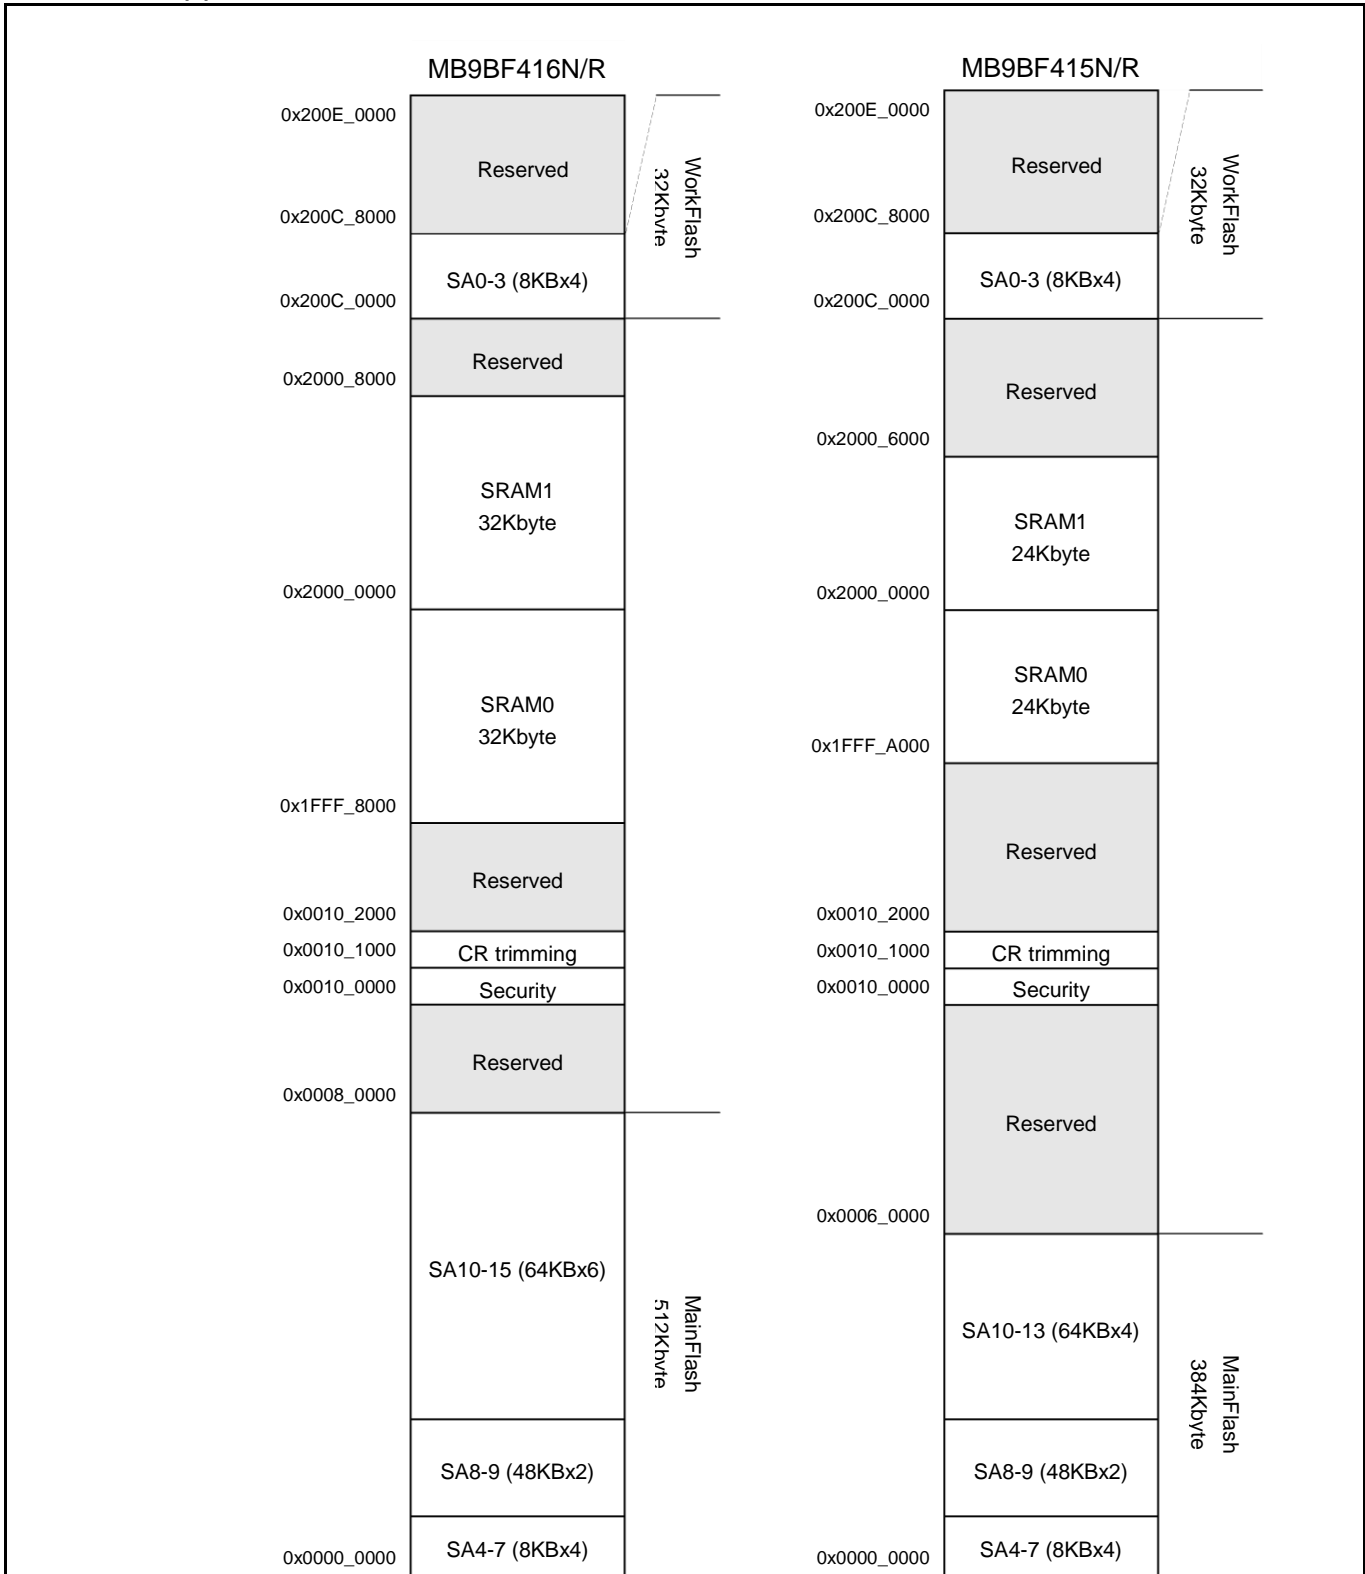 MB9BF416N/R
0x200E_0000
Reserved
0x200C_8000
SA0-3 (8KBx4)
0x200C_0000
Reserved
0x2000_8000
SRAM1
32Kbyte
0x2000_0000
SRAM0
32Kbyte
0x1FFF_8000
Reserved
0x0010_2000
0x0010_1000
CR trimming
0x0010_0000
Security
Reserved
0x0008_0000
SA10-15 (64KBx6)
SA8-9 (48KBx2)
SA4-7 (8KBx4)
0x0000_0000
WorkFlash
32Kbyte
MainFlash
512Kbyte
MB9BF415N/R
0x200E_0000
Reserved
0x200C_8000
SA0-3 (8KBx4)
0x200C_0000
Reserved
0x2000_6000
SRAM1
24Kbyte
0x2000_0000
SRAM0
24Kbyte
0x1FFF_A000
Reserved
0x0010_2000
0x0010_1000
CR trimming
0x0010_0000
Security
Reserved
0x0006_0000
SA10-13 (64KBx4)
SA8-9 (48KBx2)
SA4-7 (8KBx4)
0x0000_0000
WorkFlash
32Kbyte
MainFlash
384Kbyte